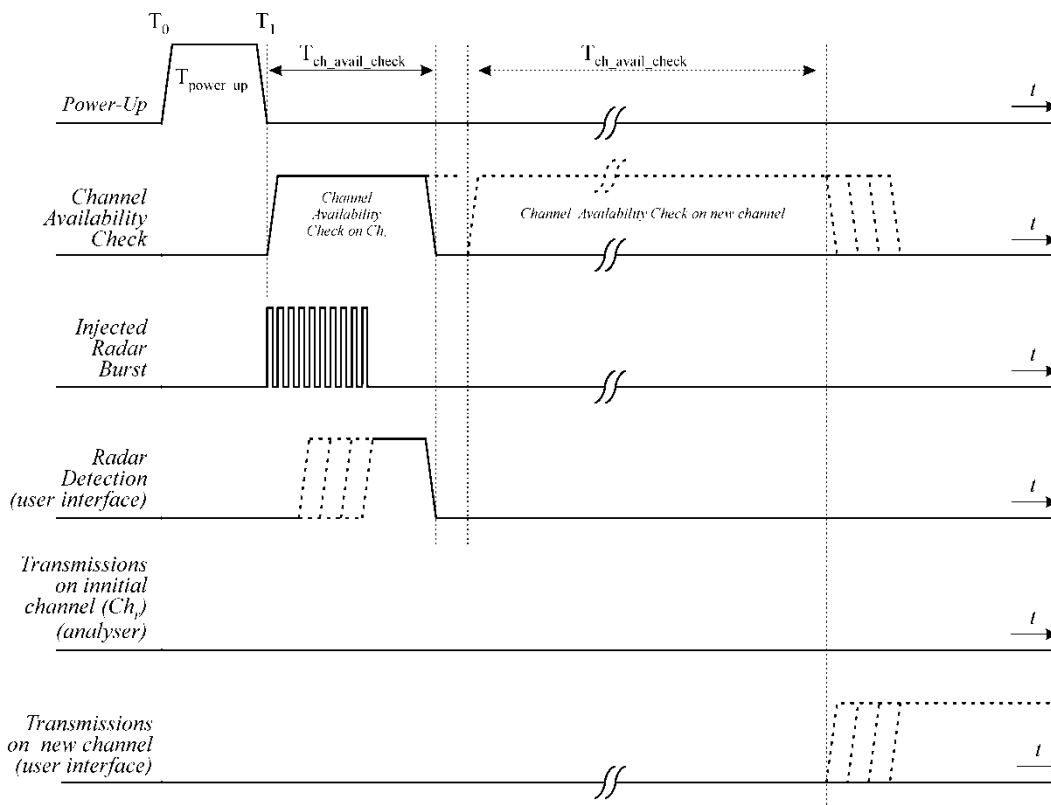 T0 T1
Tch_avail_check
Tch_avail_check
Tpower_up
Power-Up
t
Channel
Availability
Check
Channel
Availability
Check on Chr
Channel Availability Check on new channel
t
Injected
Radar
Burst
t
Radar
Detection
(user interface)
t
Transmissions
on innitial
channel (Chr)
(analyser)
t
Transmissions
on new channel
(user interface)
t